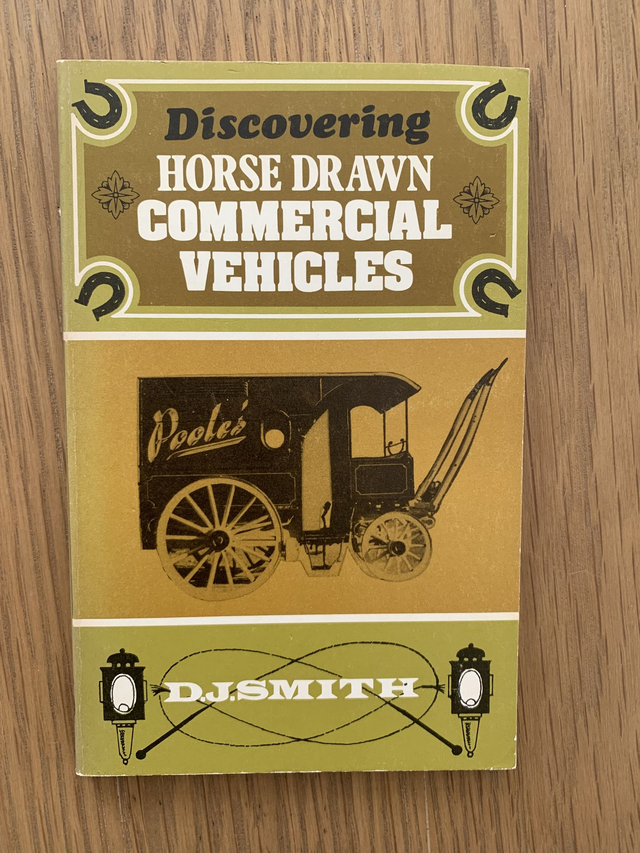 Discovering
HORSE DRAWN
COMMERCIAL
VEHICLES
Poole's
D.J.SMITH